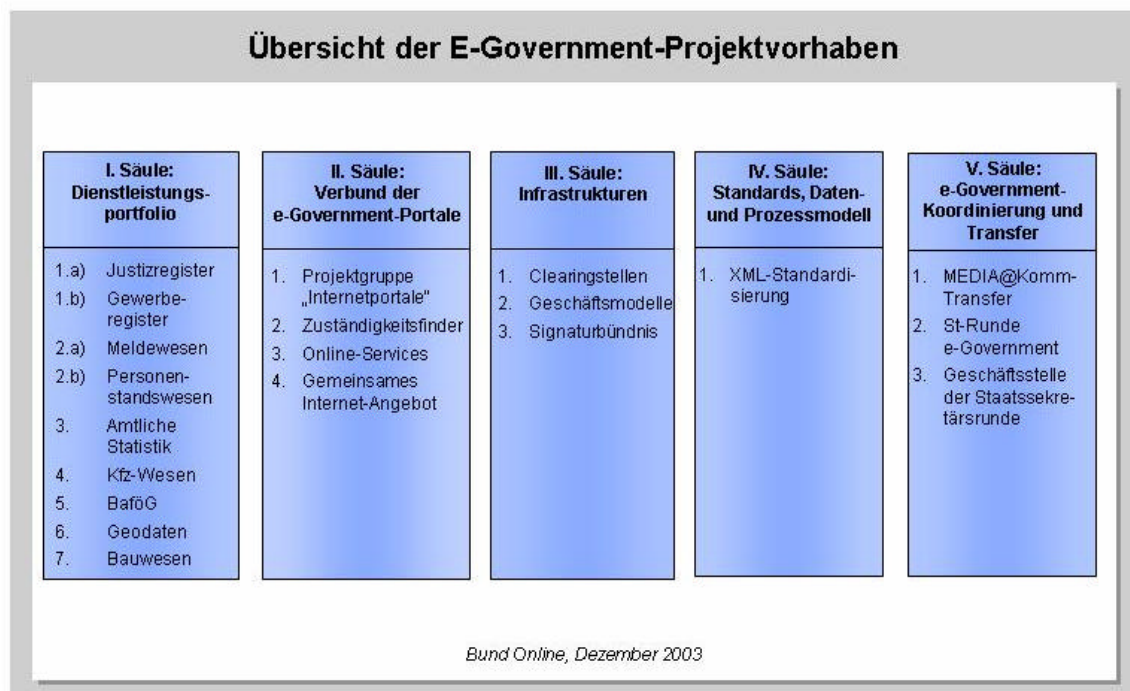 Übersicht der E-Government-Projektvorhaben
I. Säule:
Dienstleistungs-
portfolio
1.a) Justizregister
1.b) Gewerbe-
register
2.a) Meldewesen
2.b) Personen-
standswesen
3. Amtliche
Statistik
4. Kfz-Wesen
5. BaföG
6. Geodaten
7. Bauwesen
II. Säule:
Verbund der
e-Government-Portale
1. Projektgruppe
„Internetportale"
2. Zuständigkeitsfinder
3. Online-Services
4. Gemeinsames
Internet-Angebot
III. Säule:
Infrastrukturen
1. Clearingstellen
2. Geschäftsmodelle
3. Signaturbündnis
IV. Säule:
Standards, Daten-
und Prozessmodell
1. XML-Standardi-
sierung
V. Säule:
e-Government-
Koordinierung und
Transfer
1. MEDIA@Komm-
Transfer
2. St-Runde
e-Government
3. Geschäftsstelle
der Staatssekre-
tärsrunde
Bund Online, Dezember 2003